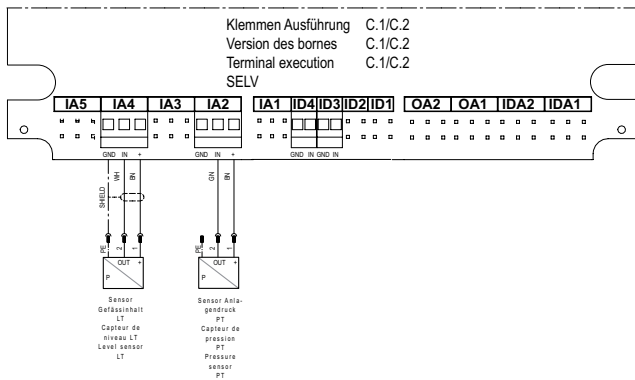 Klemmen Ausführung C.1/C.2
Version des bornes C.1/C.2
Terminal execution C.1/C.2
SELV
IA5 IA4 IA3 IA2 IA1 ID4 ID3 ID2 ID1 OA2 OA1 IDA2 IDA1
GND IN + GND IN + GND IN GND IN
SHIELD WH BN GN BN
PE 2 1 PE 2 1
OUT + OUT +
P P
Sensor
Gefässinhalt
LT
Capteur de
niveau LT
Level sensor
LT
Sensor Anla-
gendruck
PT
Capteur de
pression
PT
Pressure
sensor
PT